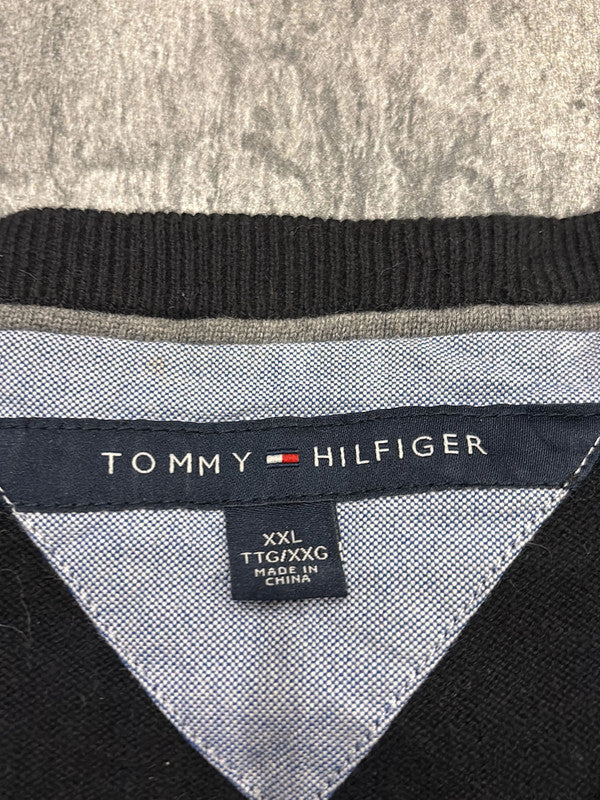 TOMMY HILFIGER
XXL
TTG/XXG
MADE IN
CHINA